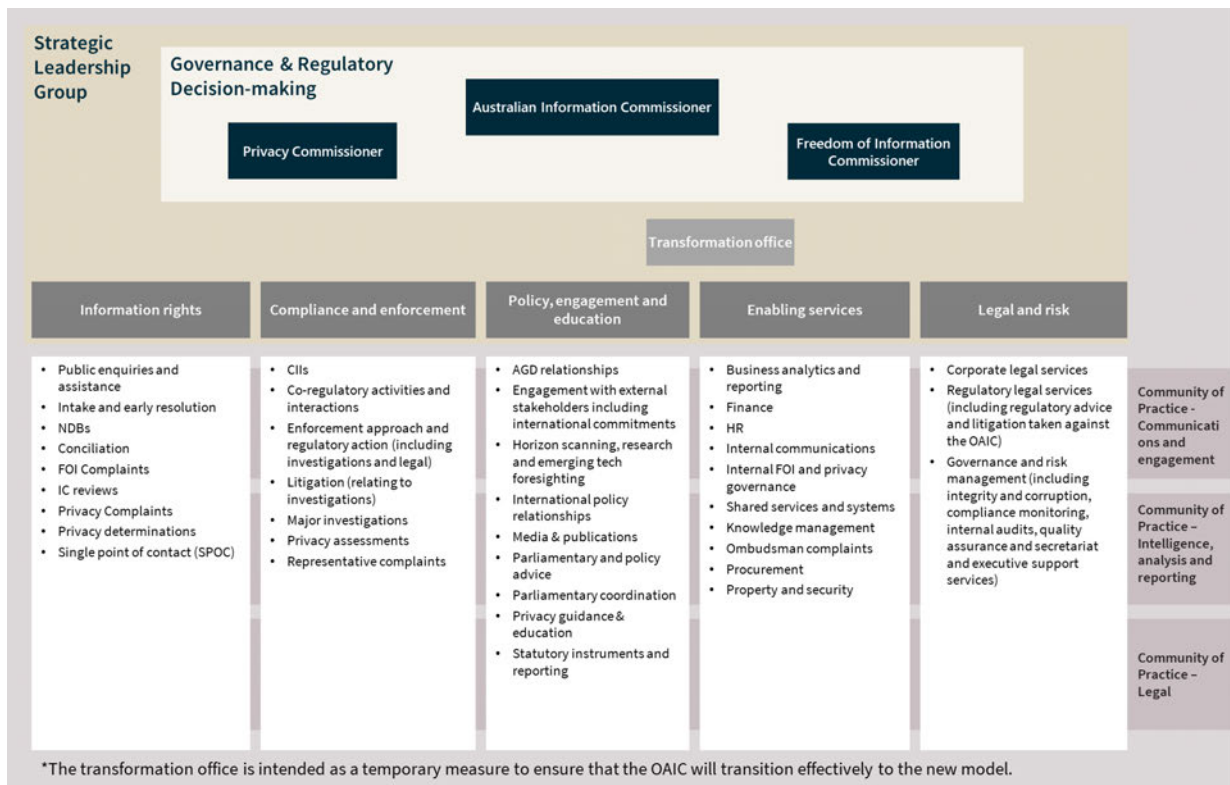 Strategic
Leadership
Group
Governance & Regulatory
Decision-making
Australian Information Commissioner
Privacy Commissioner
Freedom of Information
Commissioner
Transformation office
Information rights
Compliance and enforcement
Policy, engagement and
education
Enabling services
Legal and risk
• Public enquiries and
assistance
• Intake and early resolution
• NDBs
• Conciliation
• FOI Complaints
• IC reviews
• Privacy Complaints
• Privacy determinations
• Single point of contact (SPOC)
• CIIs
• Co-regulatory activities and
interactions
• Enforcement approach and
regulatory action (including
investigations and legal)
• Litigation (relating to
investigations)
• Major investigations
• Privacy assessments
• Representative complaints
• AGD relationships
• Engagement with external
stakeholders including
international commitments
• Horizon scanning, research
and emerging tech
foresighting
• International policy
relationships
• Media & publications
• Parliamentary and policy
advice
• Parliamentary coordination
• Privacy guidance &
education
• Statutory instruments and
reporting
• Business analytics and
reporting
• Finance
• HR
• Internal communications
• Internal FOI and privacy
governance
• Shared services and systems
• Knowledge management
• Ombudsman complaints
• Procurement
• Property and security
• Corporate legal services
• Regulatory legal services
(including regulatory advice
and litigation taken against
the OAIC)
• Governance and risk
management (including
integrity and corruption,
compliance monitoring,
internal audits, quality
assurance and secretariat
and executive support
services)
Community of
Practice -
Communicati
ons and
engagement
Community of
Practice –
Intelligence,
analysis and
reporting
Community of
Practice –
Legal
*The transformation office is intended as a temporary measure to ensure that the OAIC will transition effectively to the new model.